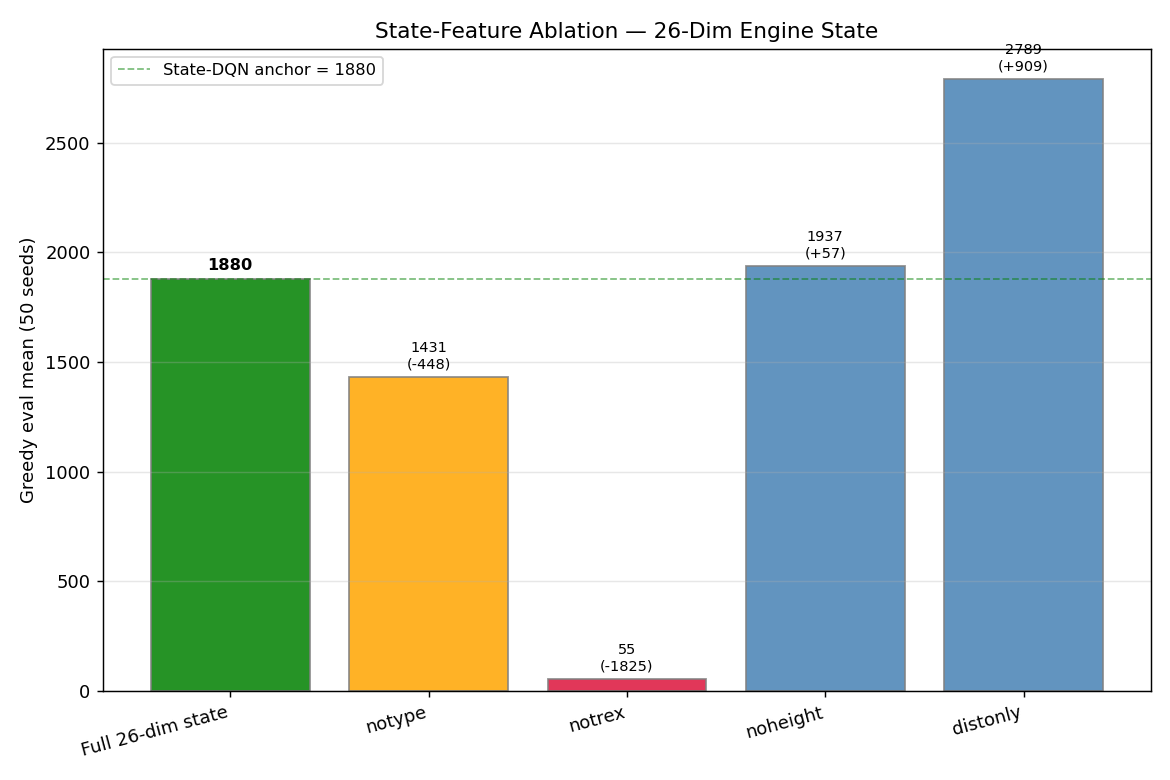 State-Feature Ablation — 26-Dim Engine State
State-DQN anchor = 1880
Greedy eval mean (50 seeds)
2500
2000
1500
1000
500
0
1880
1431
(-448)
55
(-1825)
1937
(+57)
2789
(+909)
Full 26-dim state
notype
notrex
noheight
distonly